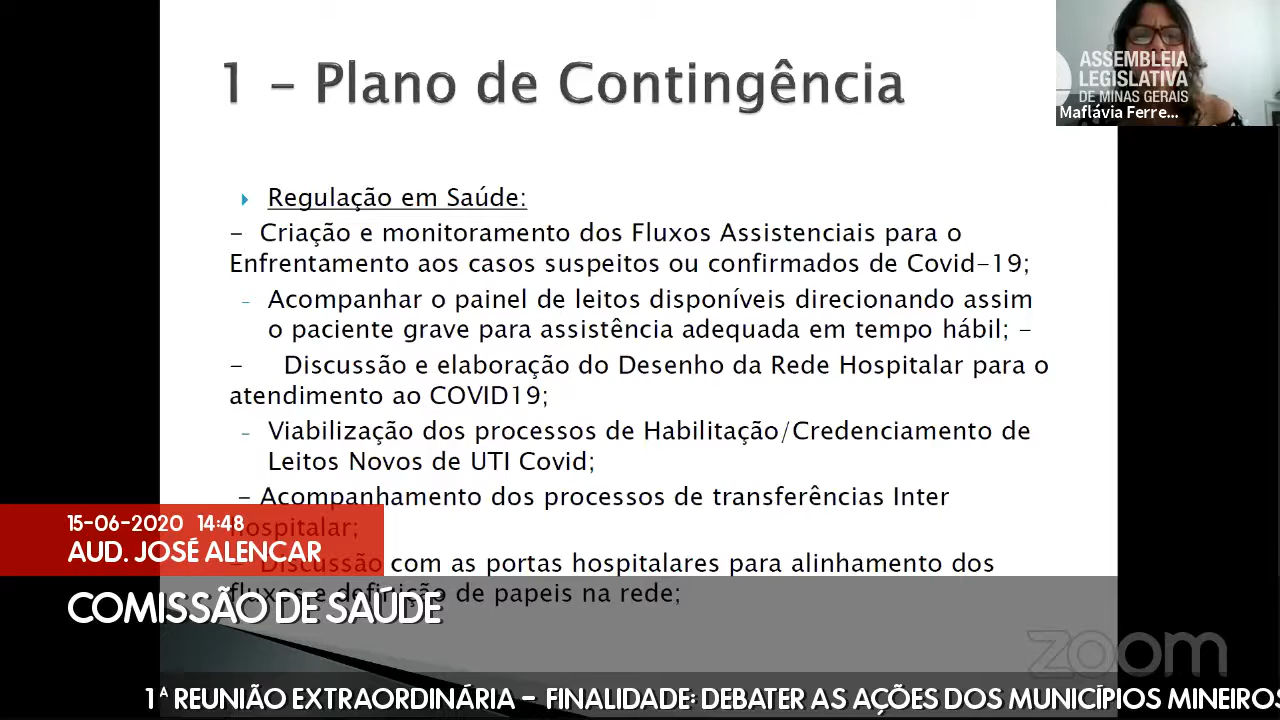 1 - Plano de Contingência
ASSEMBLEIA
LEGISLATIVA
DE MINAS GERAIS
Maflávia Ferre...
Regulação em Saúde:
- Criação e monitoramento dos Fluxos Assistenciais para o
Enfrentamento aos casos suspeitos ou confirmados de Covid-19;
- Acompanhar o painel de leitos disponíveis direcionando assim
o paciente grave para assistência adequada em tempo hábil; -
- Discussão e elaboração do Desenho da Rede Hospitalar para o
atendimento ao COVID19;
- Viabilização dos processos de Habilitação/Credenciamento de
Leitos Novos de UTI Covid;
- Acompanhamento dos processos de transferências Inter
hospitalar;
- Discussão com as portas hospitalares para alinhamento dos
fluxos e definição de papeis na rede;
15-06-2020 14:48
AUD. JOSÉ ALENCAR
COMISSÃO DE SAÚDE
zoom
1ª REUNIÃO EXTRAORDINÁRIA - FINALIDADE: DEBATER AS AÇÕES DOS MUNICÍPIOS MINEIROS